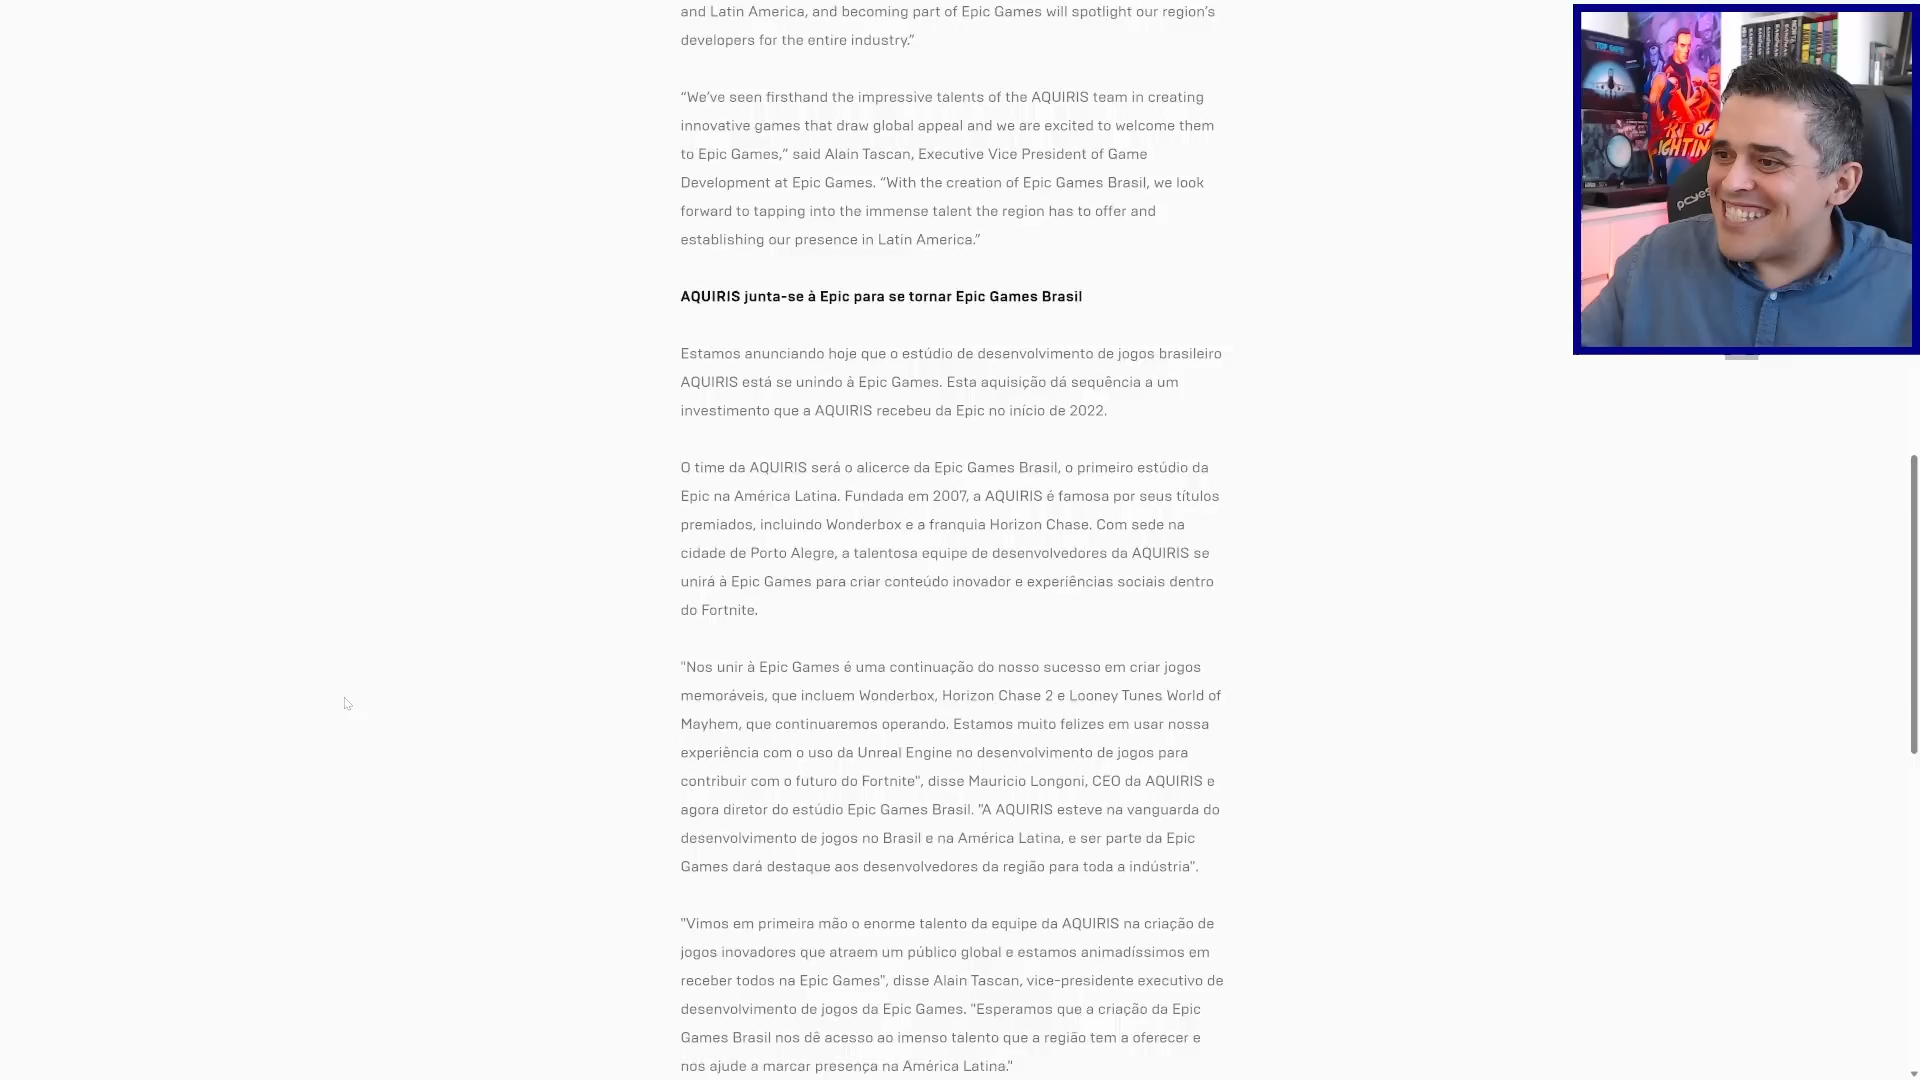 and Latin America, and becoming part of Epic Games will spotlight our region’s
developers for the entire industry.”
“We’ve seen firsthand the impressive talents of the AQUIRIS team in creating
innovative games that draw global appeal and we are excited to welcome them
to Epic Games,” said Alain Tascan, Executive Vice President of Game
Development at Epic Games. “With the creation of Epic Games Brasil, we look
forward to tapping into the immense talent the region has to offer and
establishing our presence in Latin America.”
AQUIRIS junta-se à Epic para se tornar Epic Games Brasil
Estamos anunciando hoje que o estúdio de desenvolvimento de jogos brasileiro
AQUIRIS está se unindo à Epic Games. Esta aquisição dá sequência a um
investimento que a AQUIRIS recebeu da Epic no início de 2022.
O time da AQUIRIS será o alicerce da Epic Games Brasil, o primeiro estúdio da
Epic na América Latina. Fundada em 2007, a AQUIRIS é famosa por seus títulos
premiados, incluindo Wonderbox e a franquia Horizon Chase. Com sede na
cidade de Porto Alegre, a talentosa equipe de desenvolvedores da AQUIRIS se
unirá à Epic Games para criar conteúdo inovador e experiências sociais dentro
do Fortnite.
"Nos unir à Epic Games é uma continuação do nosso sucesso em criar jogos
memoráveis, que incluem Wonderbox, Horizon Chase 2 e Looney Tunes World of
Mayhem, que continuaremos operando. Estamos muito felizes em usar nossa
experiência com o uso da Unreal Engine no desenvolvimento de jogos para
contribuir com o futuro do Fortnite", disse Mauricio Longoni, CEO da AQUIRIS e
agora diretor do estúdio Epic Games Brasil. "A AQUIRIS esteve na vanguarda do
desenvolvimento de jogos no Brasil e na América Latina, e ser parte da Epic
Games dará destaque aos desenvolvedores da região para toda a indústria".
"Vimos em primeira mão o enorme talento da equipe da AQUIRIS na criação de
jogos inovadores que atraem um público global e estamos animadíssimos em
receber todos na Epic Games", disse Alain Tascan, vice-presidente executivo de
desenvolvimento de jogos da Epic Games. "Esperamos que a criação da Epic
Games Brasil nos dê acesso ao imenso talento que a região tem a oferecer e
nos ajude a marcar presença na América Latina."
TOP GAME
RT OF
IGHTIN
pcyes